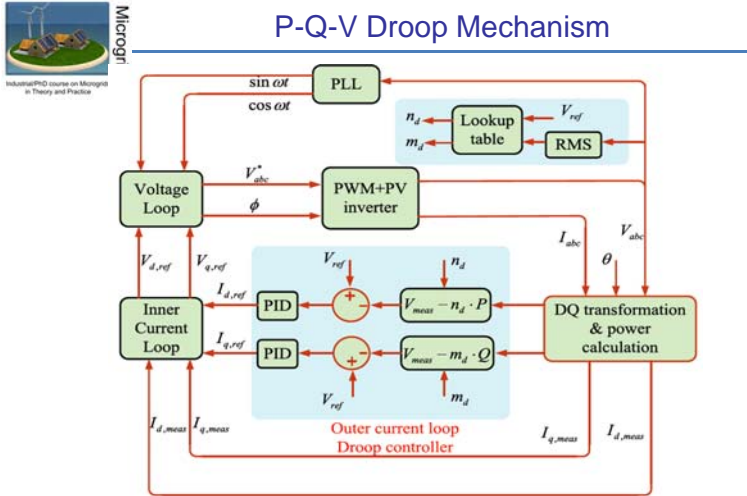 P-Q-V Droop Mechanism
Microgri
Industrial/PhD course on Microgrids
in Theory and Practice
sin ωt
cos ωt
PLL
n_d
m_d
Lookup
table
V_ref
RMS
Voltage
Loop
V*_abc
ϕ
PWM+PV
inverter
I_abc
V_abc
θ
V_d,ref
V_q,ref
V_ref
n_d
I_d,ref
PID
+
−
V_meas − n_d · P
Inner
Current
Loop
DQ transformation
& power
calculation
I_q,ref
PID
−
+
V_meas − m_d · Q
V_ref
m_d
I_d,meas
I_q,meas
Outer current loop
Droop controller
I_q,meas
I_d,meas